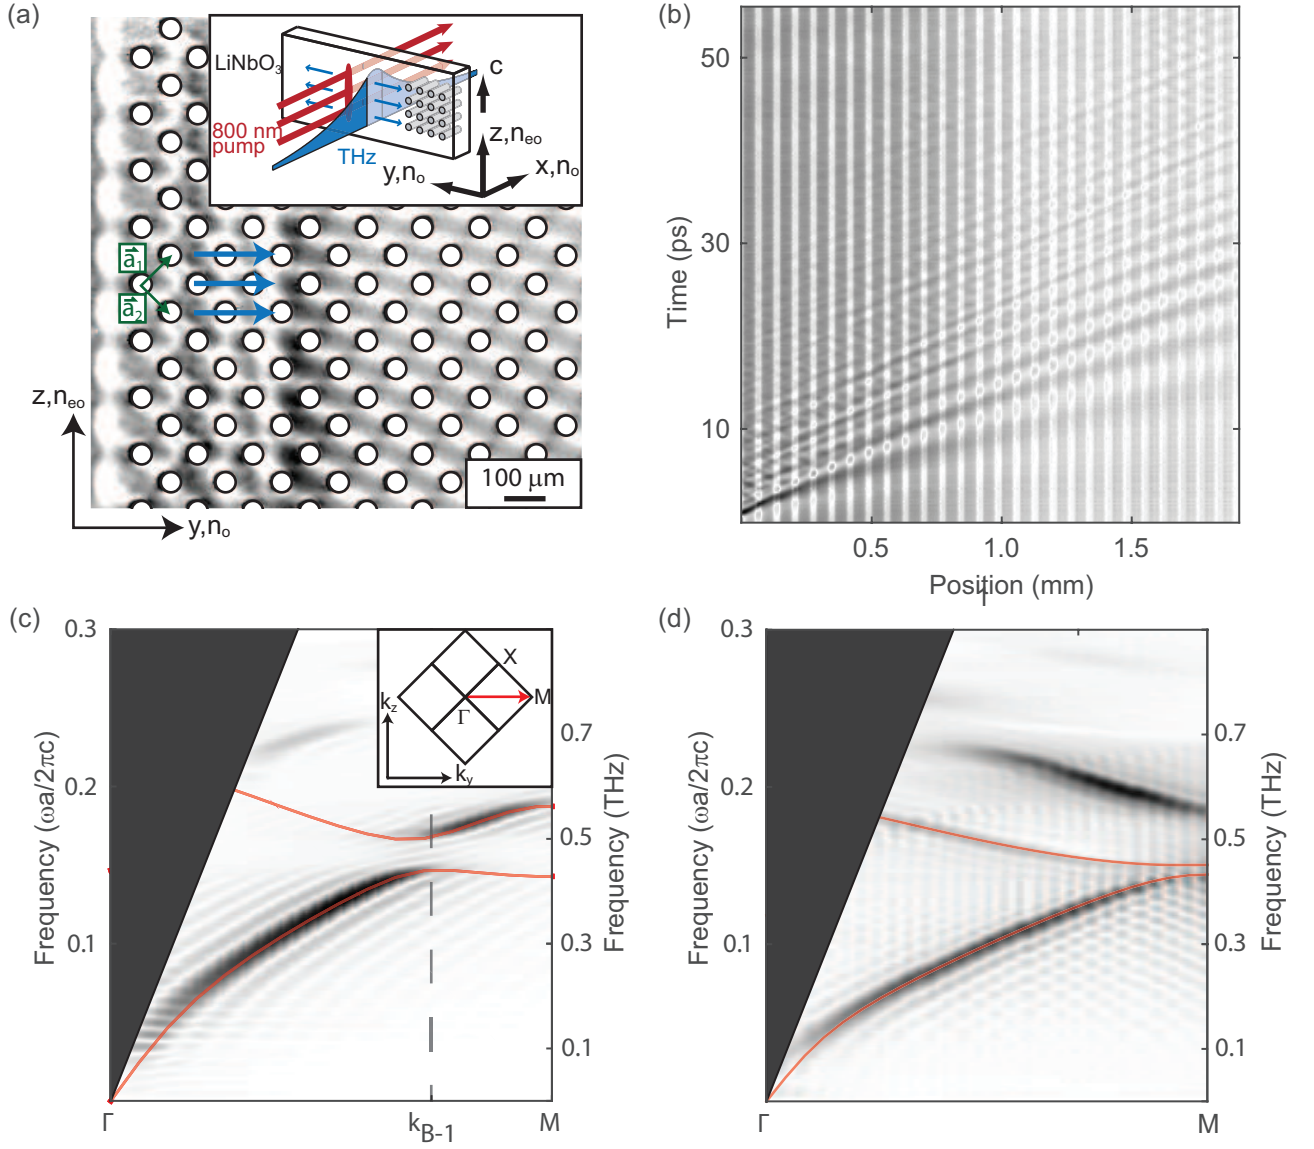 (a)
LiNbO3
800 nm
pump
THz
c
z,neo
y,no
x,no
a1
a2
z,neo
y,no
100 μm
(b)
50
30
10
Time (ps)
0.5
1.0
1.5
Position (mm)
1
(c)
0.3
0.2
0.1
Frequency (ωa/2πc)
kz
ky
Γ
X
M
0.7
0.5
0.3
0.1
Frequency (THz)
Γ
kB-1
M
(d)
0.3
0.2
0.1
Frequency (ωa/2πc)
0.7
0.5
0.3
0.1
Frequency (THz)
Γ
M